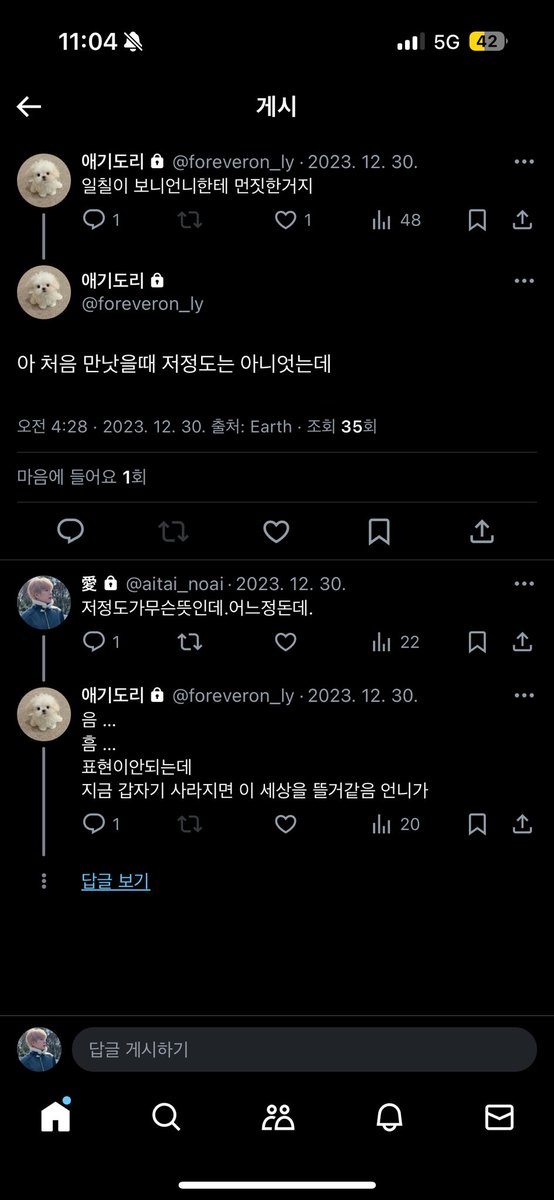 11:04 5G 42
게시
애기도리 @foreveron_ly · 2023. 12. 30.
일칠이 보니언니한테 먼짓한거지
1 1 48
애기도리
@foreveron_ly
아 처음 만낫을때 저정도는 아니엇는데
오전 4:28 · 2023. 12. 30. 출처: Earth · 조회 35회
마음에 들어요 1회
愛 @aitai_noai · 2023. 12. 30.
저정도가무슨뜻인데.어느정돈데.
1 22
애기도리 @foreveron_ly · 2023. 12. 30.
음 ...
흠 ...
표현이안되는데
지금 갑자기 사라지면 이 세상을 뜰거같음 언니가
1 20
답글 보기
답글 게시하기